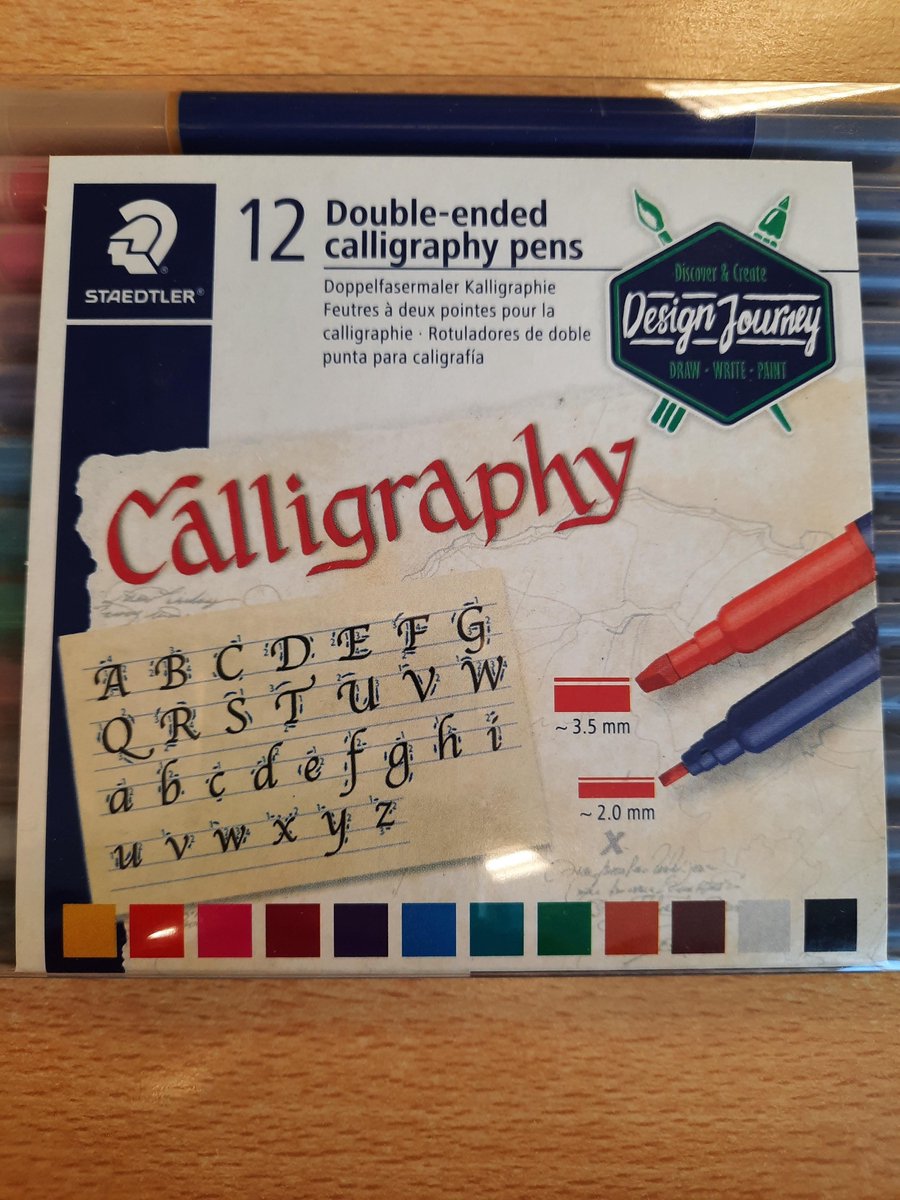 STAEDTLER®
12 Double-ended
calligraphy pens
Doppelfasermaler Kalligraphie
Feutres à deux pointes pour la
calligraphie · Rotuladores de doble
punta para caligrafía
Discover & Create
Design Journey
DRAW · WRITE · PAINT
Calligraphy
A B C D E F G
Q R S T U V W
a b c d e f g h i
u v w x y z
~ 3.5 mm
~ 2.0 mm
x